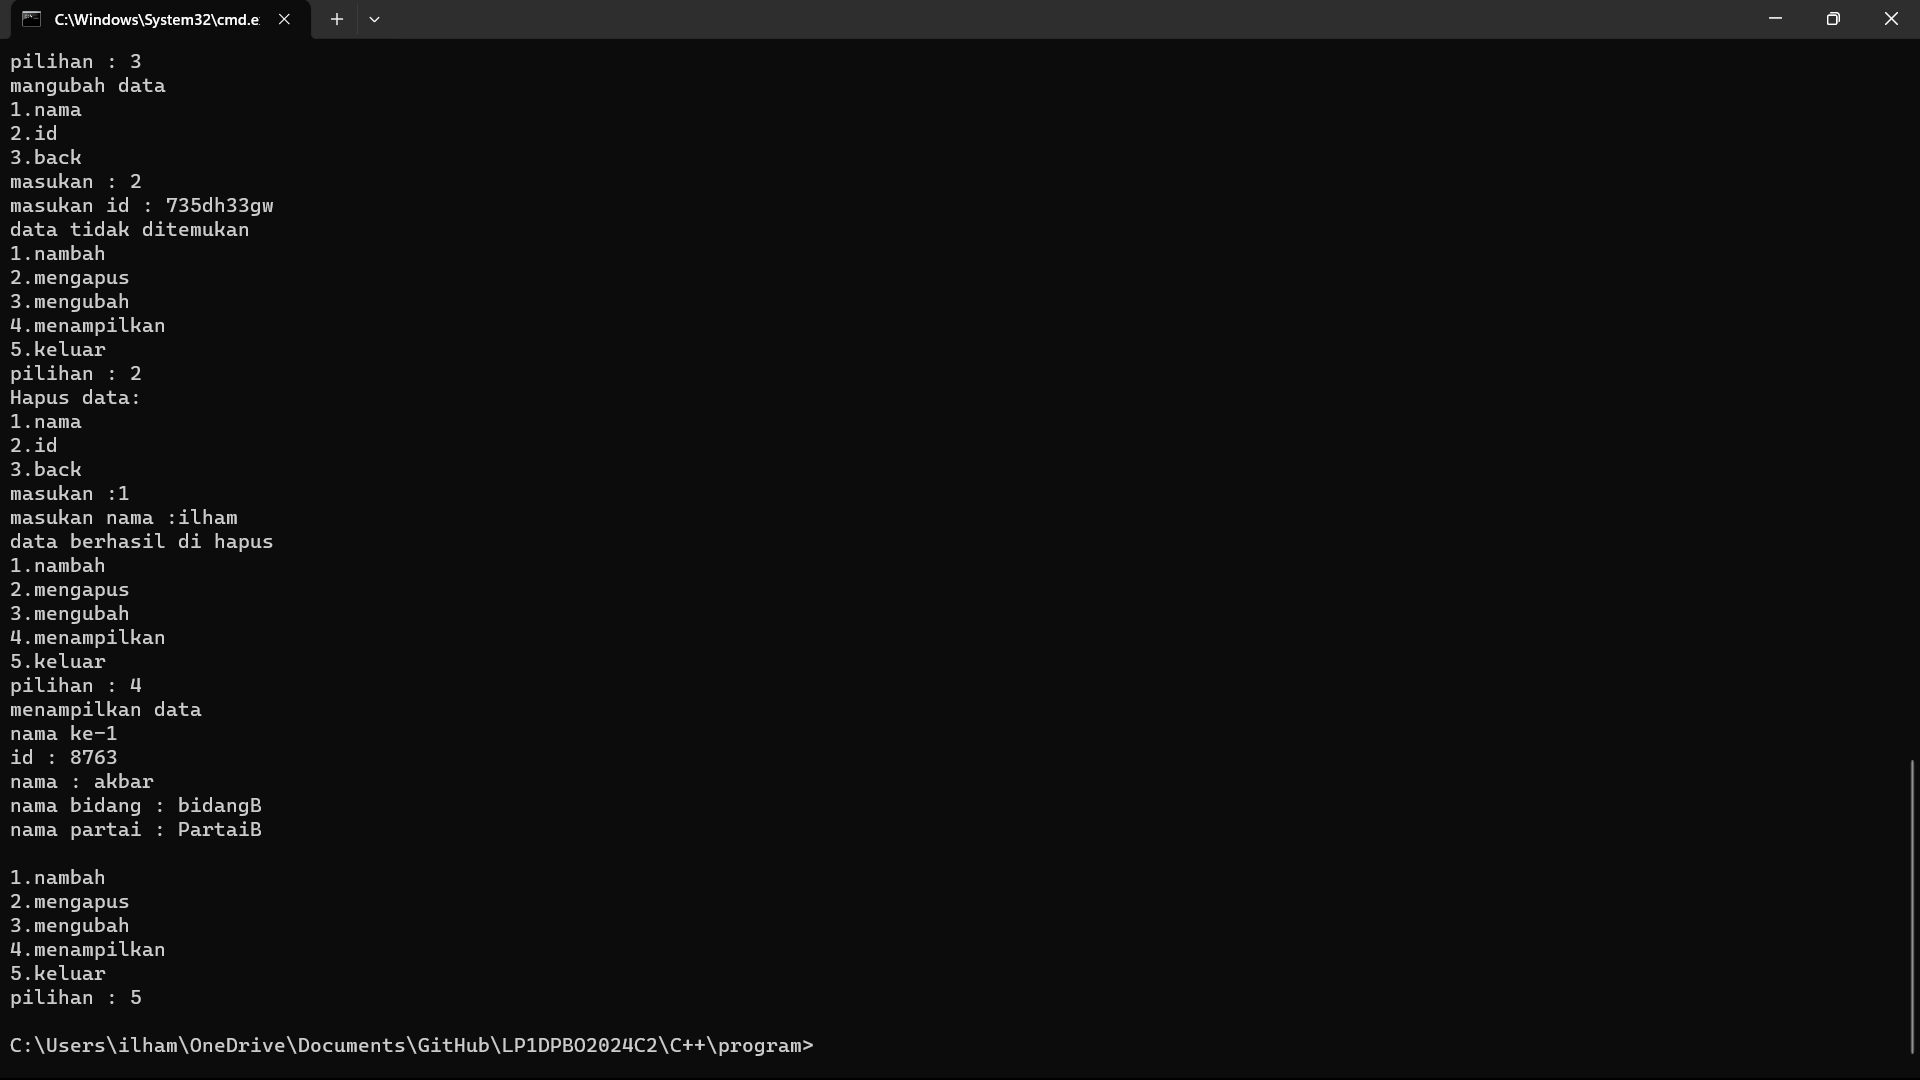 C:\Windows\System32\cmd.e
pilihan : 3
mangubah data
1.nama
2.id
3.back
masukan : 2
masukan id : 735dh33gw
data tidak ditemukan
1.nambah
2.mengapus
3.mengubah
4.menampilkan
5.keluar
pilihan : 2
Hapus data:
1.nama
2.id
3.back
masukan :1
masukan nama :ilham
data berhasil di hapus
1.nambah
2.mengapus
3.mengubah
4.menampilkan
5.keluar
pilihan : 4
menampilkan data
nama ke-1
id : 8763
nama : akbar
nama bidang : bidangB
nama partai : PartaiB
1.nambah
2.mengapus
3.mengubah
4.menampilkan
5.keluar
pilihan : 5
C:\Users\ilham\OneDrive\Documents\GitHub\LP1DPBO2024C2\C++\program>